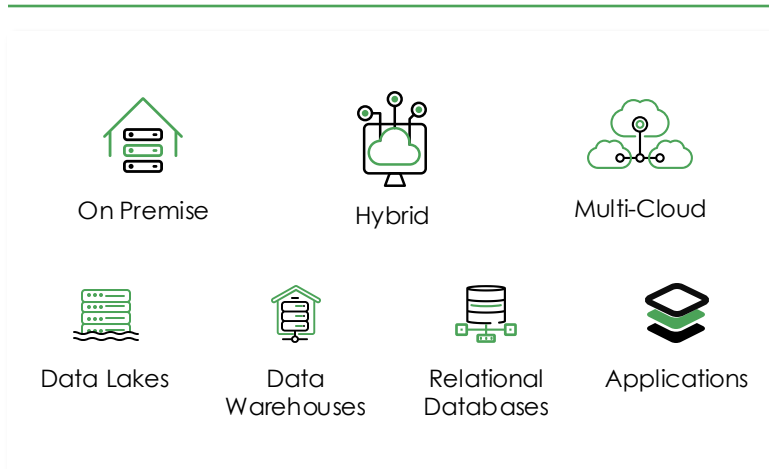 On Premise
Hybrid
Multi-Cloud
Data Lakes
Data
Warehouses
Relational
Databases
Applications